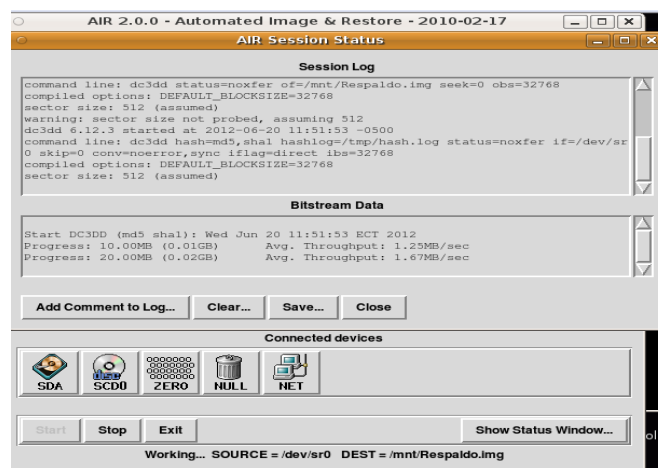 AIR 2.0.0 - Automated Image & Restore - 2010-02-17
AIR Session Status
Session Log
command line: dc3dd status=noxfer of=/mnt/Respaldo.img seek=0 obs=32768
compiled options: DEFAULT_BLOCKSIZE=32768
sector size: 512 (assumed)
warning: sector size not probed, assuming 512
dc3dd 6.12.3 started at 2012-06-20 11:51:53 -0500
command line: dc3dd hash=md5,sha1 hashlog=/tmp/hash.log status=noxfer if=/dev/sr
0 skip=0 conv=noerror,sync iflag=direct ibs=32768
compiled options: DEFAULT_BLOCKSIZE=32768
sector size: 512 (assumed)
Bitstream Data
Start DC3DD (md5 sha1): Wed Jun 20 11:51:53 ECT 2012
Progress: 10.00MB (0.01GB) Avg. Throughput: 1.25MB/sec
Progress: 20.00MB (0.02GB) Avg. Throughput: 1.67MB/sec
Add Comment to Log... Clear... Save... Close
Connected devices
SDA SCD0 ZERO NULL NET
Start Stop Exit Show Status Window...
ol
Working... SOURCE = /dev/sr0 DEST = /mnt/Respaldo.img